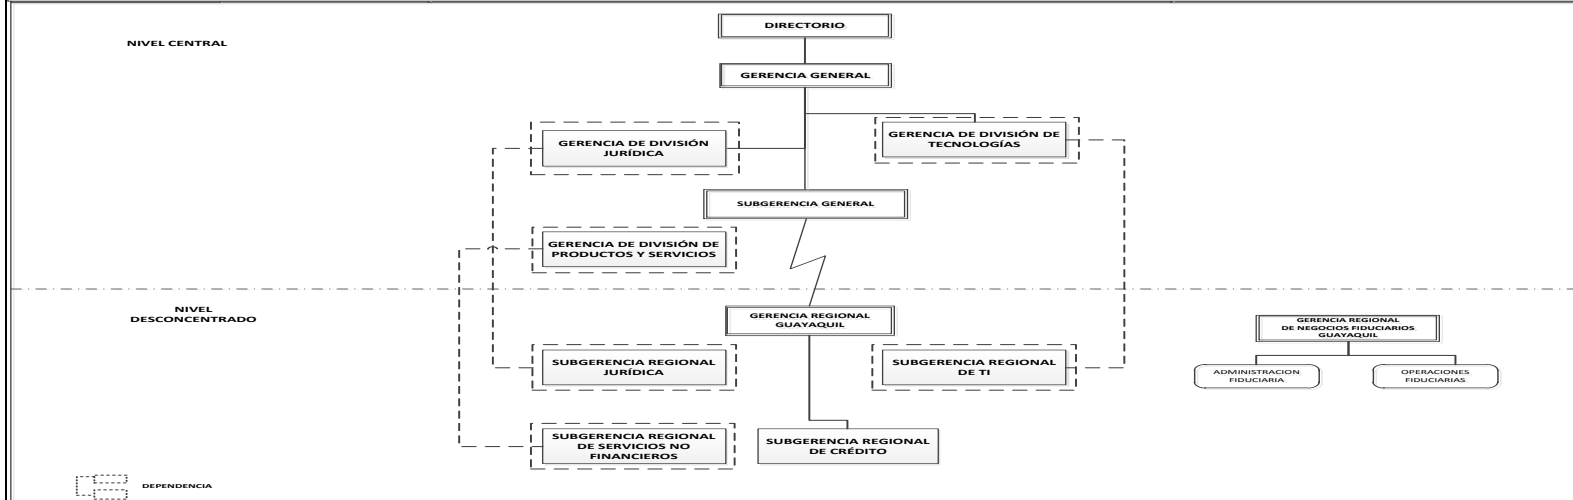 DIRECTORIO
NIVEL CENTRAL
GERENCIA GENERAL
GERENCIA DE DIVISIÓN
JURÍDICA
GERENCIA DE DIVISIÓN DE
TECNOLOGÍAS
SUBGERENCIA GENERAL
GERENCIA DE DIVISIÓN DE
PRODUCTOS Y SERVICIOS
NIVEL
DESCONCENTRADO
GERENCIA REGIONAL
GUAYAQUIL
GERENCIA REGIONAL
DE NEGOCIOS FIDUCIARIOS
GUAYAQUIL
SUBGERENCIA REGIONAL
JURÍDICA
SUBGERENCIA REGIONAL
DE TI
ADMINISTRACION
FIDUCIARIA
OPERACIONES
FIDUCIARIAS
SUBGERENCIA REGIONAL
DE SERVICIOS NO
FINANCIEROS
SUBGERENCIA REGIONAL
DE CRÉDITO
DEPENDENCIA